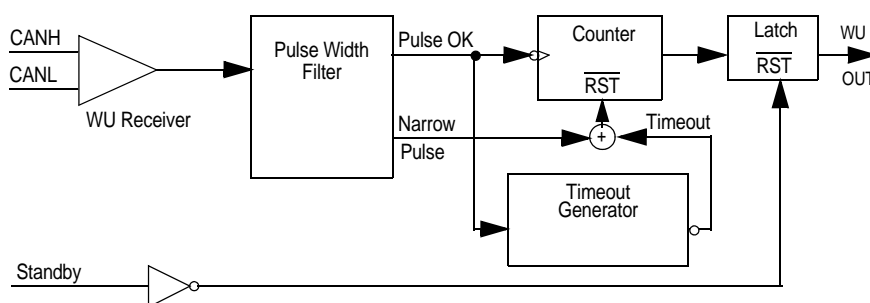 CANH
CANL
WU Receiver
Pulse Width
Filter
Pulse OK
Narrow
Pulse
Counter
RST
+
Timeout
Timeout
Generator
Latch
RST
WU
OUT
Standby